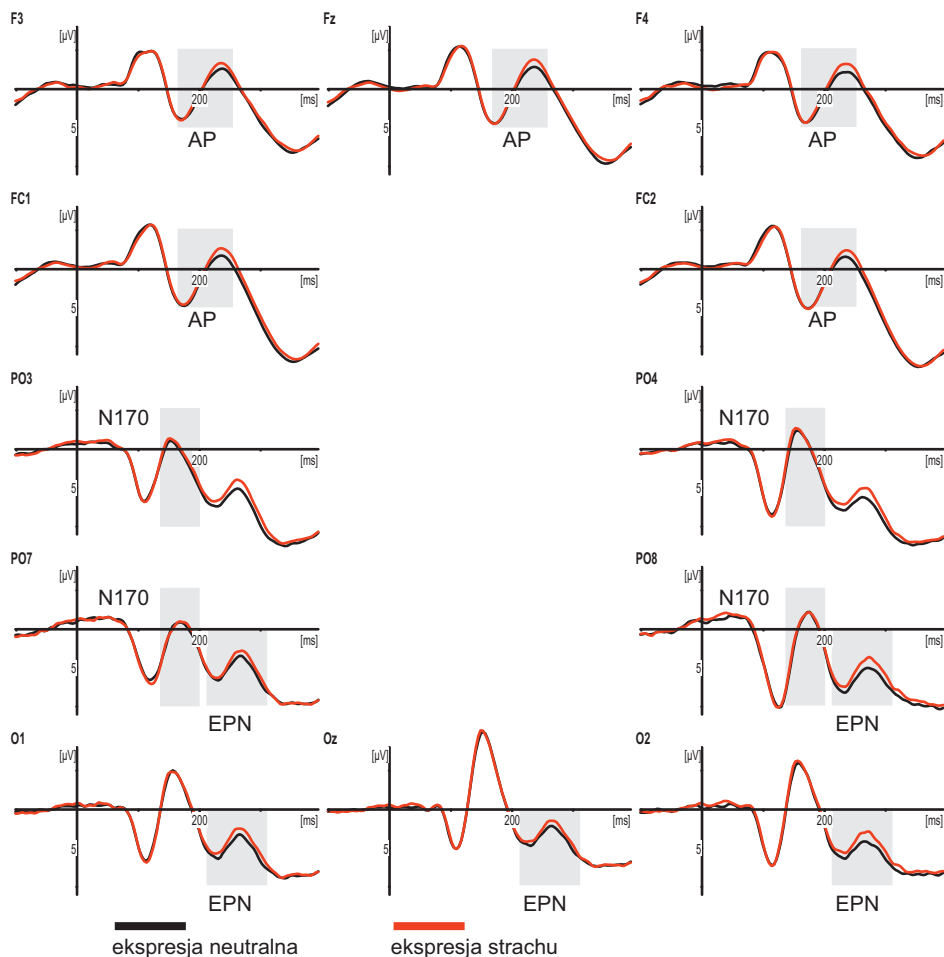 F3
[µV]
200
[ms]
5
AP
Fz
[µV]
200
[ms]
5
AP
F4
[µV]
200
[ms]
5
AP
FC1
[µV]
200
[ms]
5
AP
FC2
[µV]
200
[ms]
5
AP
PO3
[µV]
N170
200
[ms]
5
PO4
[µV]
N170
200
[ms]
5
PO7
[µV]
N170
200
5
EPN
PO8
[µV]
N170
200
5
EPN
O1
[µV]
200
[ms]
5
EPN
Oz
[µV]
200
[ms]
5
EPN
O2
[µV]
200
[ms]
5
EPN
ekspresja neutralna
ekspresja strachu